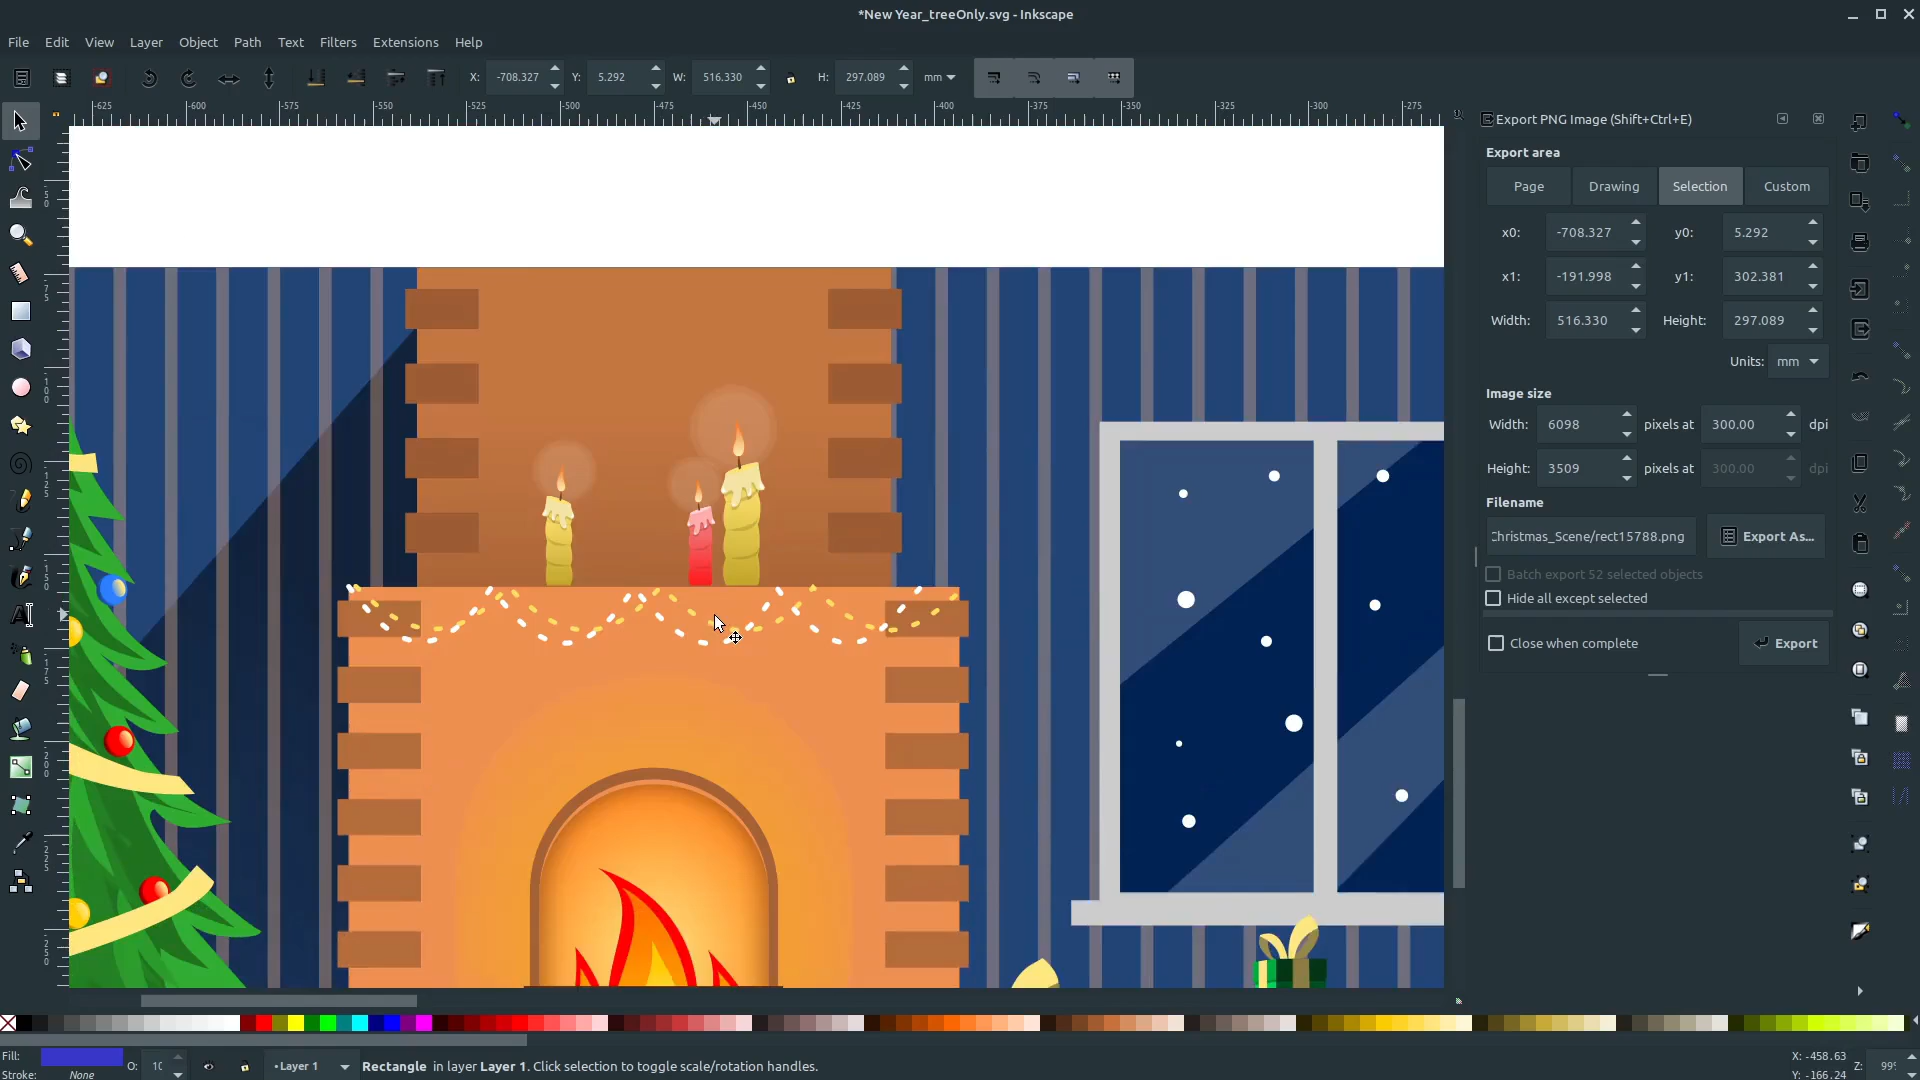 *New Year_treeOnly.svg - Inkscape
File Edit View Layer Object Path Text Filters Extensions Help
X: -708.327 Y: 5.292 W: 516.330 H: 297.089 mm
-625 -600 -575 -550 -525 -500 -475 -450 -425 -400 -375 -350 -325 -300 -275
Export PNG Image (Shift+Ctrl+E)
Export area
Page Drawing Selection Custom
x0: -708.327 y0: 5.292
x1: -191.998 y1: 302.381
Width: 516.330 Height: 297.089
Units: mm
Image size
Width: 6098 pixels at 300.00 dpi
Height: 3509 pixels at 300.00 dpi
Filename
Christmas_Scene/rect15788.png Export As...
Batch export 52 selected objects
Hide all except selected
Close when complete Export
Fill: O: 10 Layer 1 Rectangle in layer Layer 1. Click selection to toggle scale/rotation handles. X: -458.63 Z: 99%
Stroke: None Y: -166.24